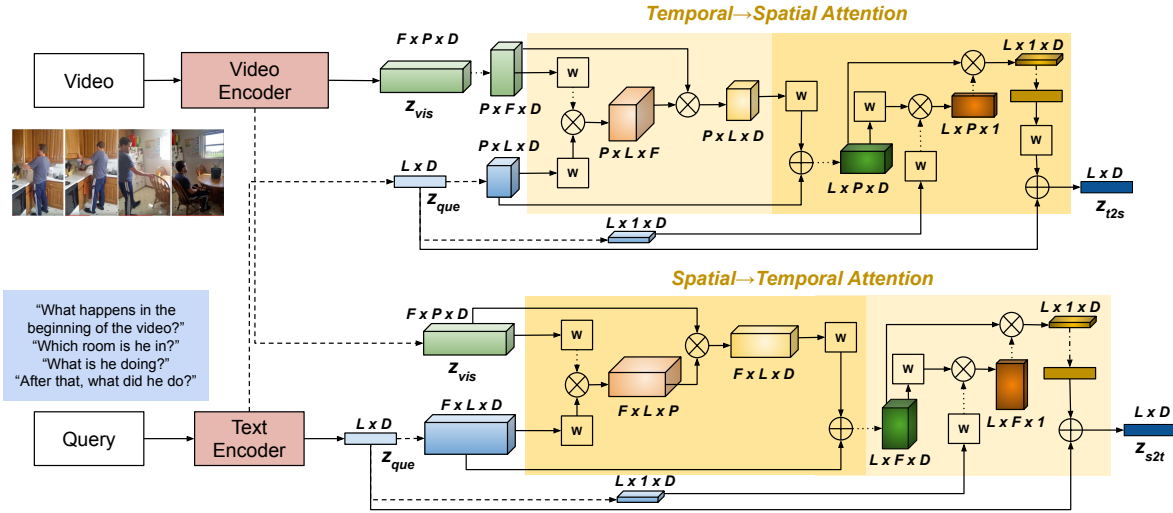 Temporal→Spatial Attention
Video
Video
Encoder
F x P x D
z_vis
P x F x D
W
W
P x L x F
P x L x D
W
L x P x D
W
W
L x P x 1
L x 1 x D
W
L x D
z_t2s
L x D
z_que
P x L x D
L x 1 x D
Spatial→Temporal Attention
“What happens in the
beginning of the video?”
“Which room is he in?”
“What is he doing?”
“After that, what did he do?”
Query
Text
Encoder
F x P x D
z_vis
L x D
z_que
F x L x D
W
W
F x L x P
F x L x D
W
L x F x D
W
W
L x F x 1
L x 1 x D
L x D
z_s2t
L x 1 x D